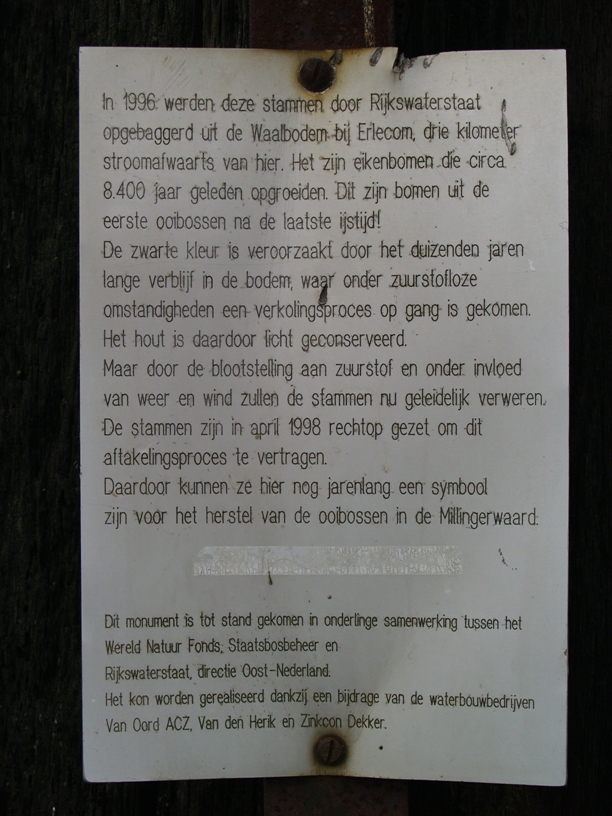 In 1996 werden deze stammen door Rijkswaterstaat
opgebaggerd uit de Waalbodem bij Erlecom, drie kilometer
stroomafwaarts van hier. Het zijn eikenbomen die circa
8.400 jaar geleden opgroeiden. Dit zijn bomen uit de
eerste ooibossen na de laatste ijstijd!
De zwarte kleur is veroorzaakt door het duizenden jaren
lange verblijf in de bodem, waar onder zuurstofloze
omstandigheden een verkolingsproces op gang is gekomen.
Het hout is daardoor licht geconserveerd.
Maar door de blootstelling aan zuurstof en onder invloed
van weer en wind zullen de stammen nu geleidelijk verweren.
De stammen zijn in april 1998 rechtop gezet om dit
aftakelingsproces te vertragen.
Daardoor kunnen ze hier nog jarenlang een symbool
zijn voor het herstel van de ooibossen in de Millingerwaard.
Dit monument is tot stand gekomen in onderlinge samenwerking tussen het
Wereld Natuur Fonds, Staatsbosbeheer en
Rijkswaterstaat, directie Oost-Nederland.
Het kon worden gerealiseerd dankzij een bijdrage van de waterbouwbedrijven
Van Oord ACZ, Van den Herik en Zinkcon Dekker.